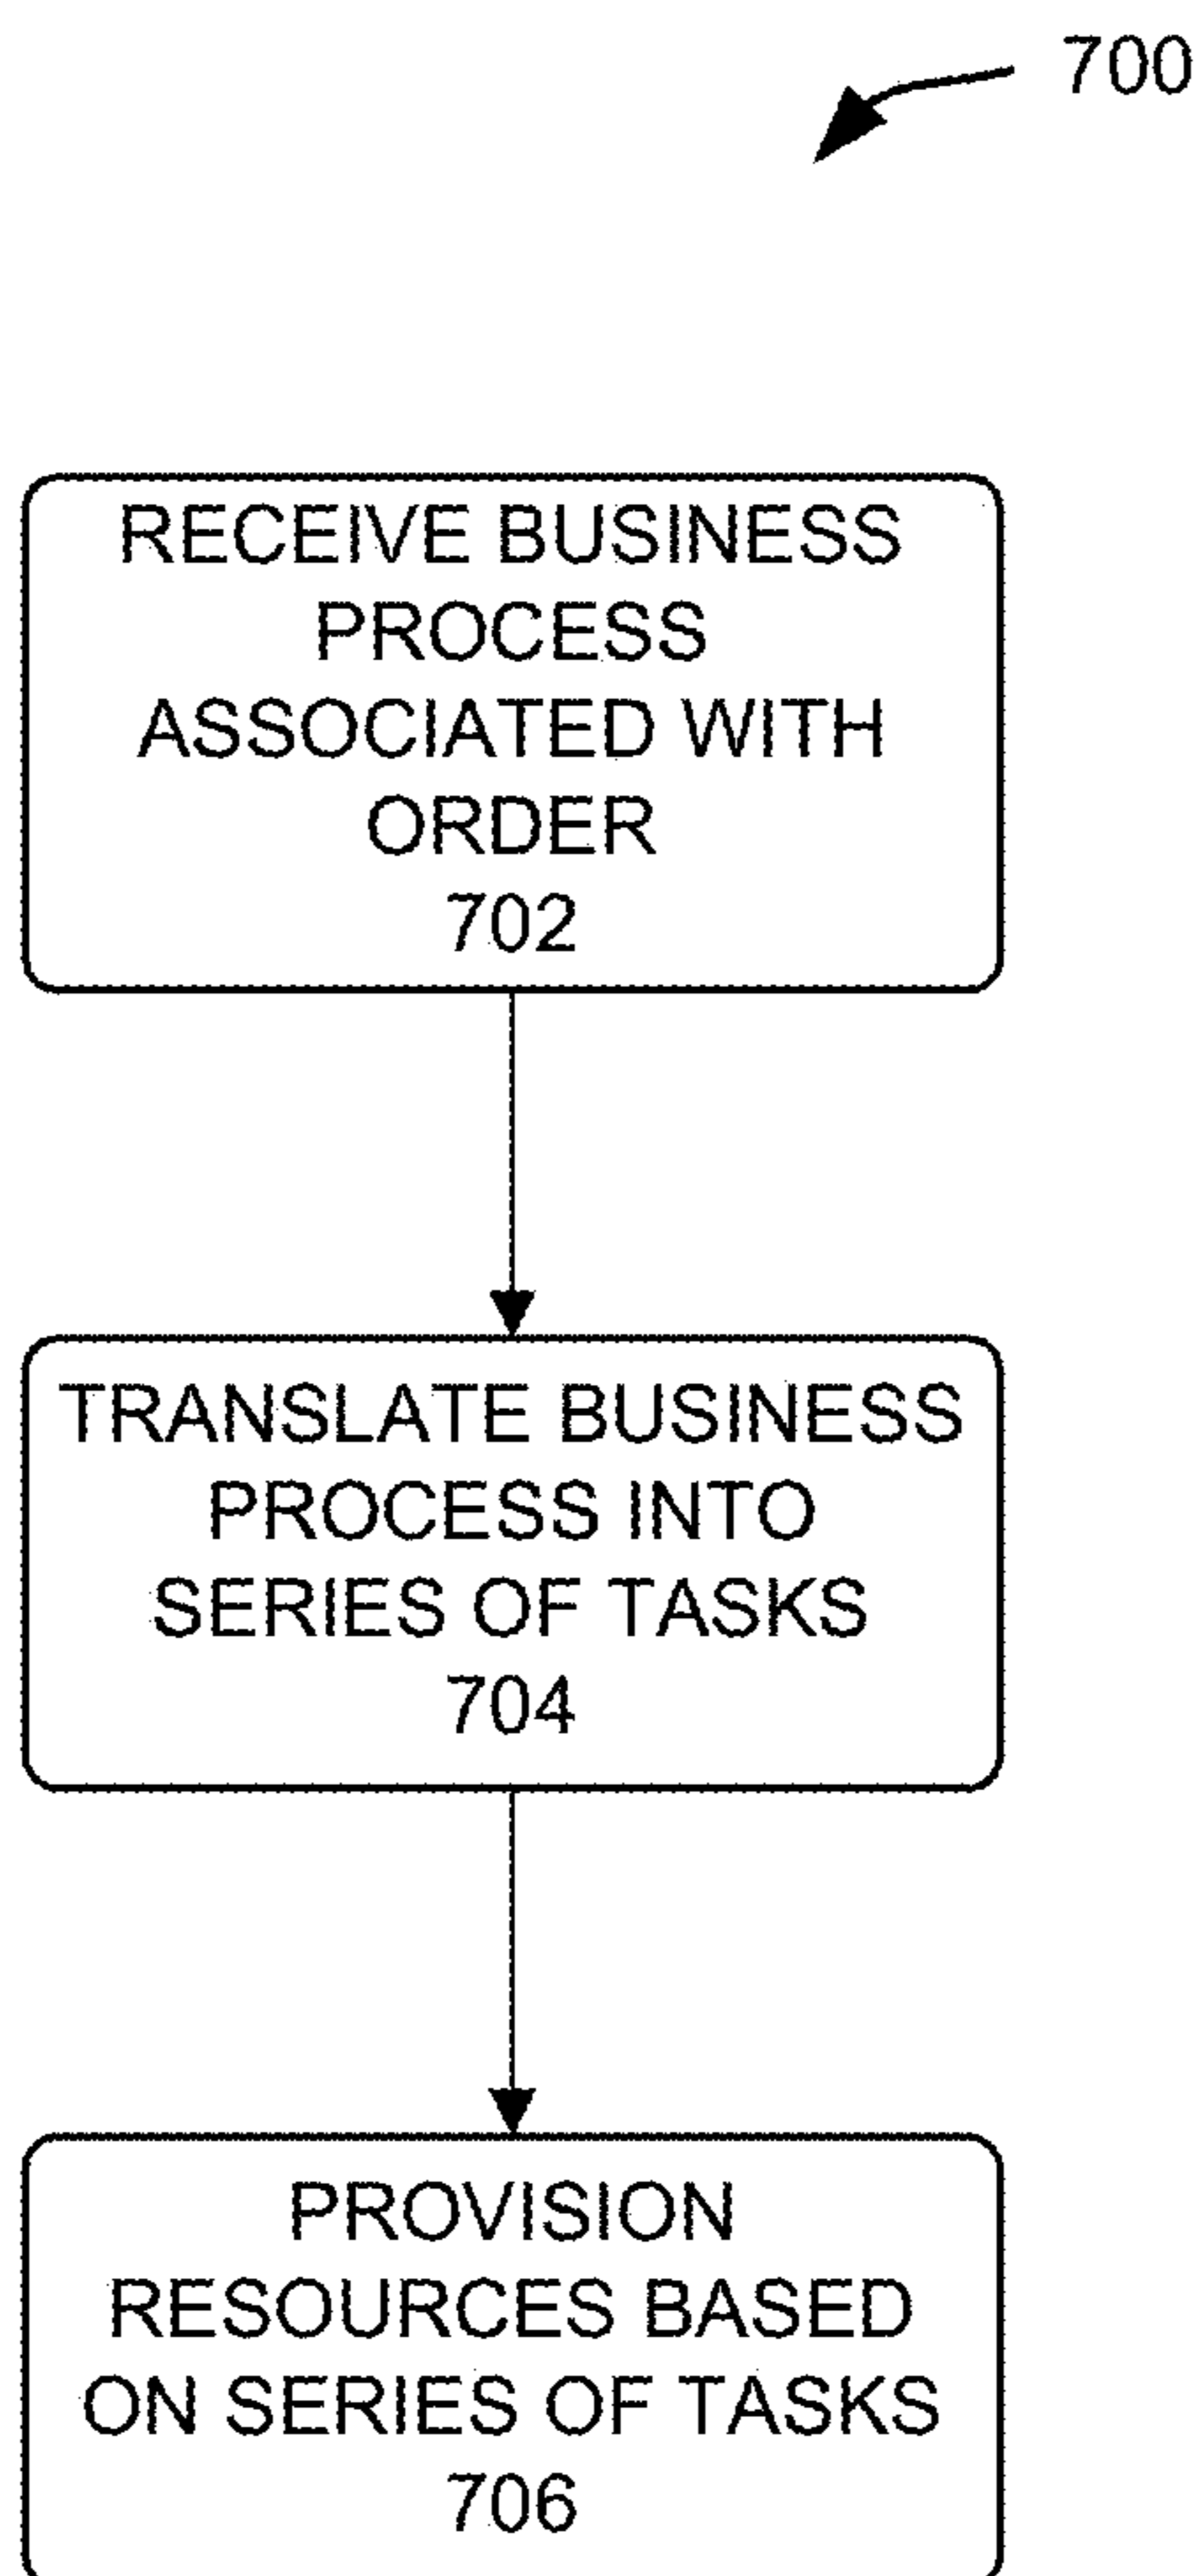 700
RECEIVE BUSINESS
PROCESS
ASSOCIATED WITH
ORDER
702
TRANSLATE BUSINESS
PROCESS INTO
SERIES OF TASKS
704
PROVISION
RESOURCES BASED
ON SERIES OF TASKS
706